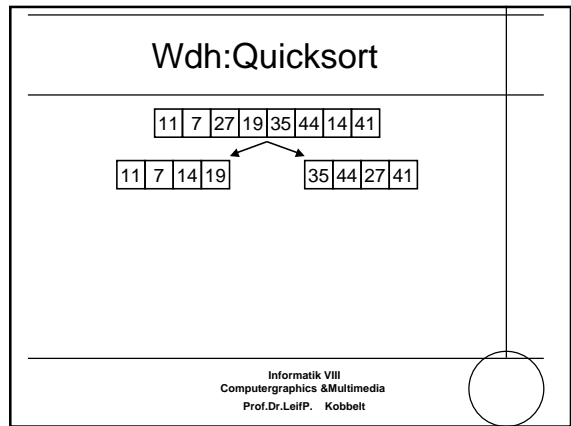 Wdh:Quicksort
11 7 27 19 35 44 14 41
11 7 14 19 35 44 27 41
Informatik VIII
Computergraphics &Multimedia
Prof.Dr.LeifP. Kobbelt